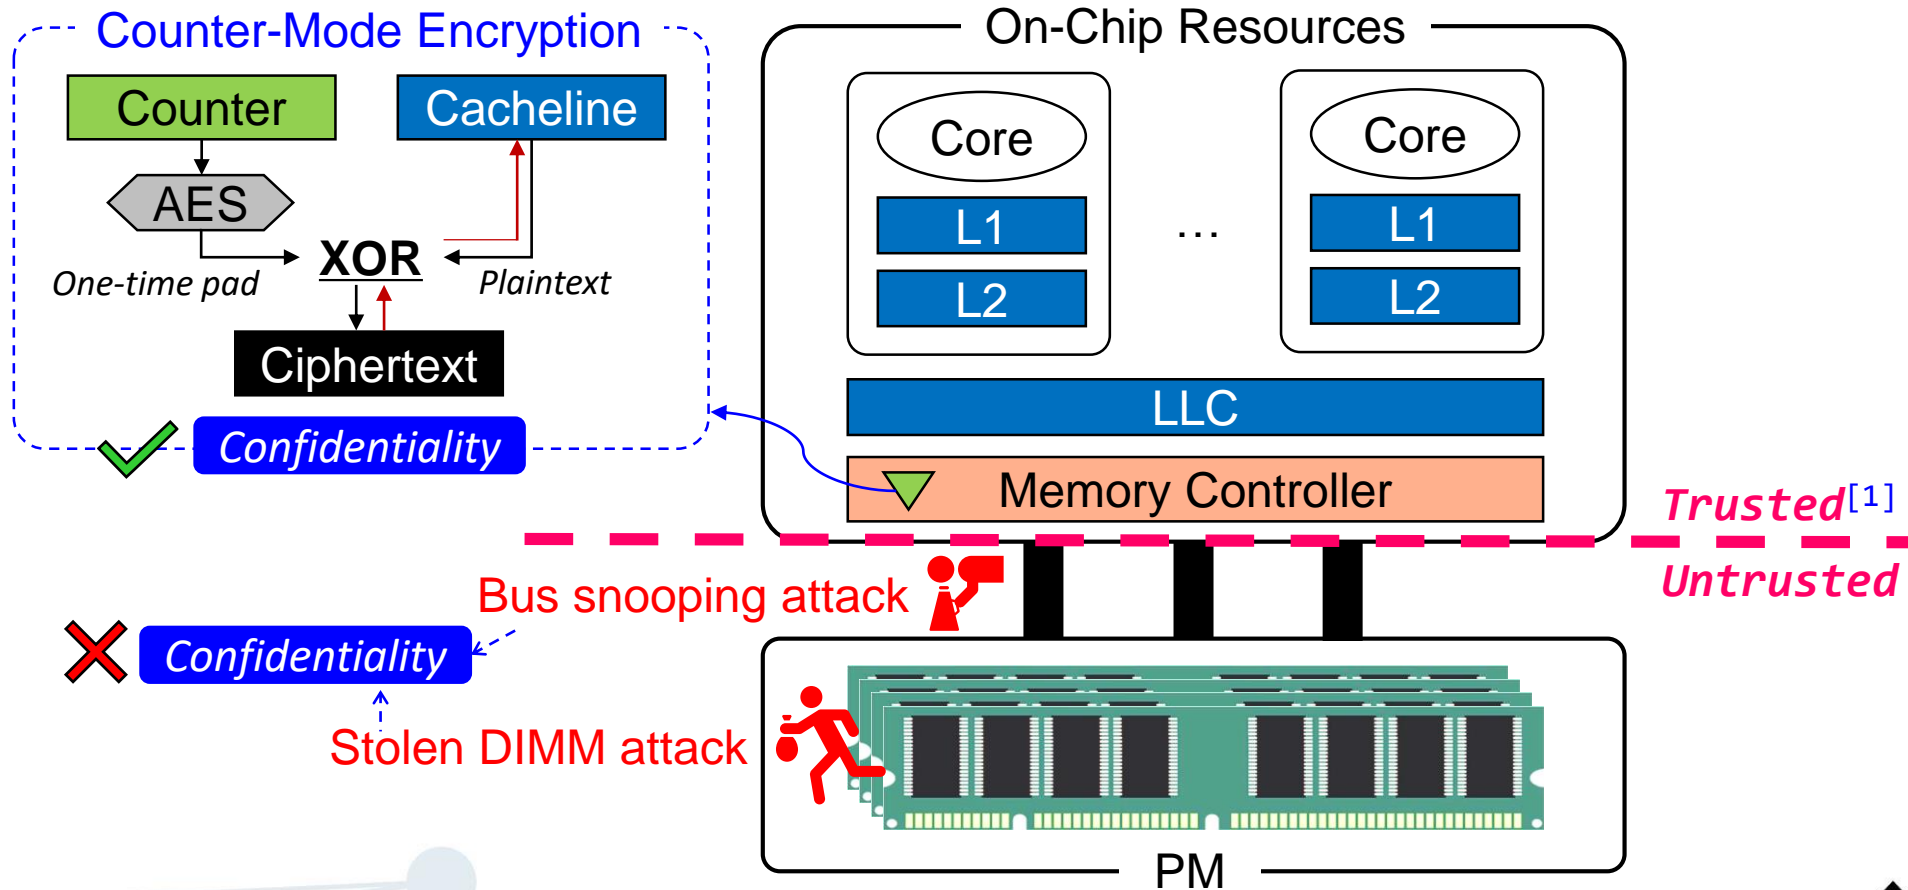 Counter-Mode Encryption
Counter
Cacheline
AES
XOR
One-time pad
Plaintext
Ciphertext
Confidentiality
On-Chip Resources
Core
Core
L1
…
L1
L2
L2
LLC
Memory Controller
Trusted[1]
Untrusted
Bus snooping attack
Confidentiality
Stolen DIMM attack
PM